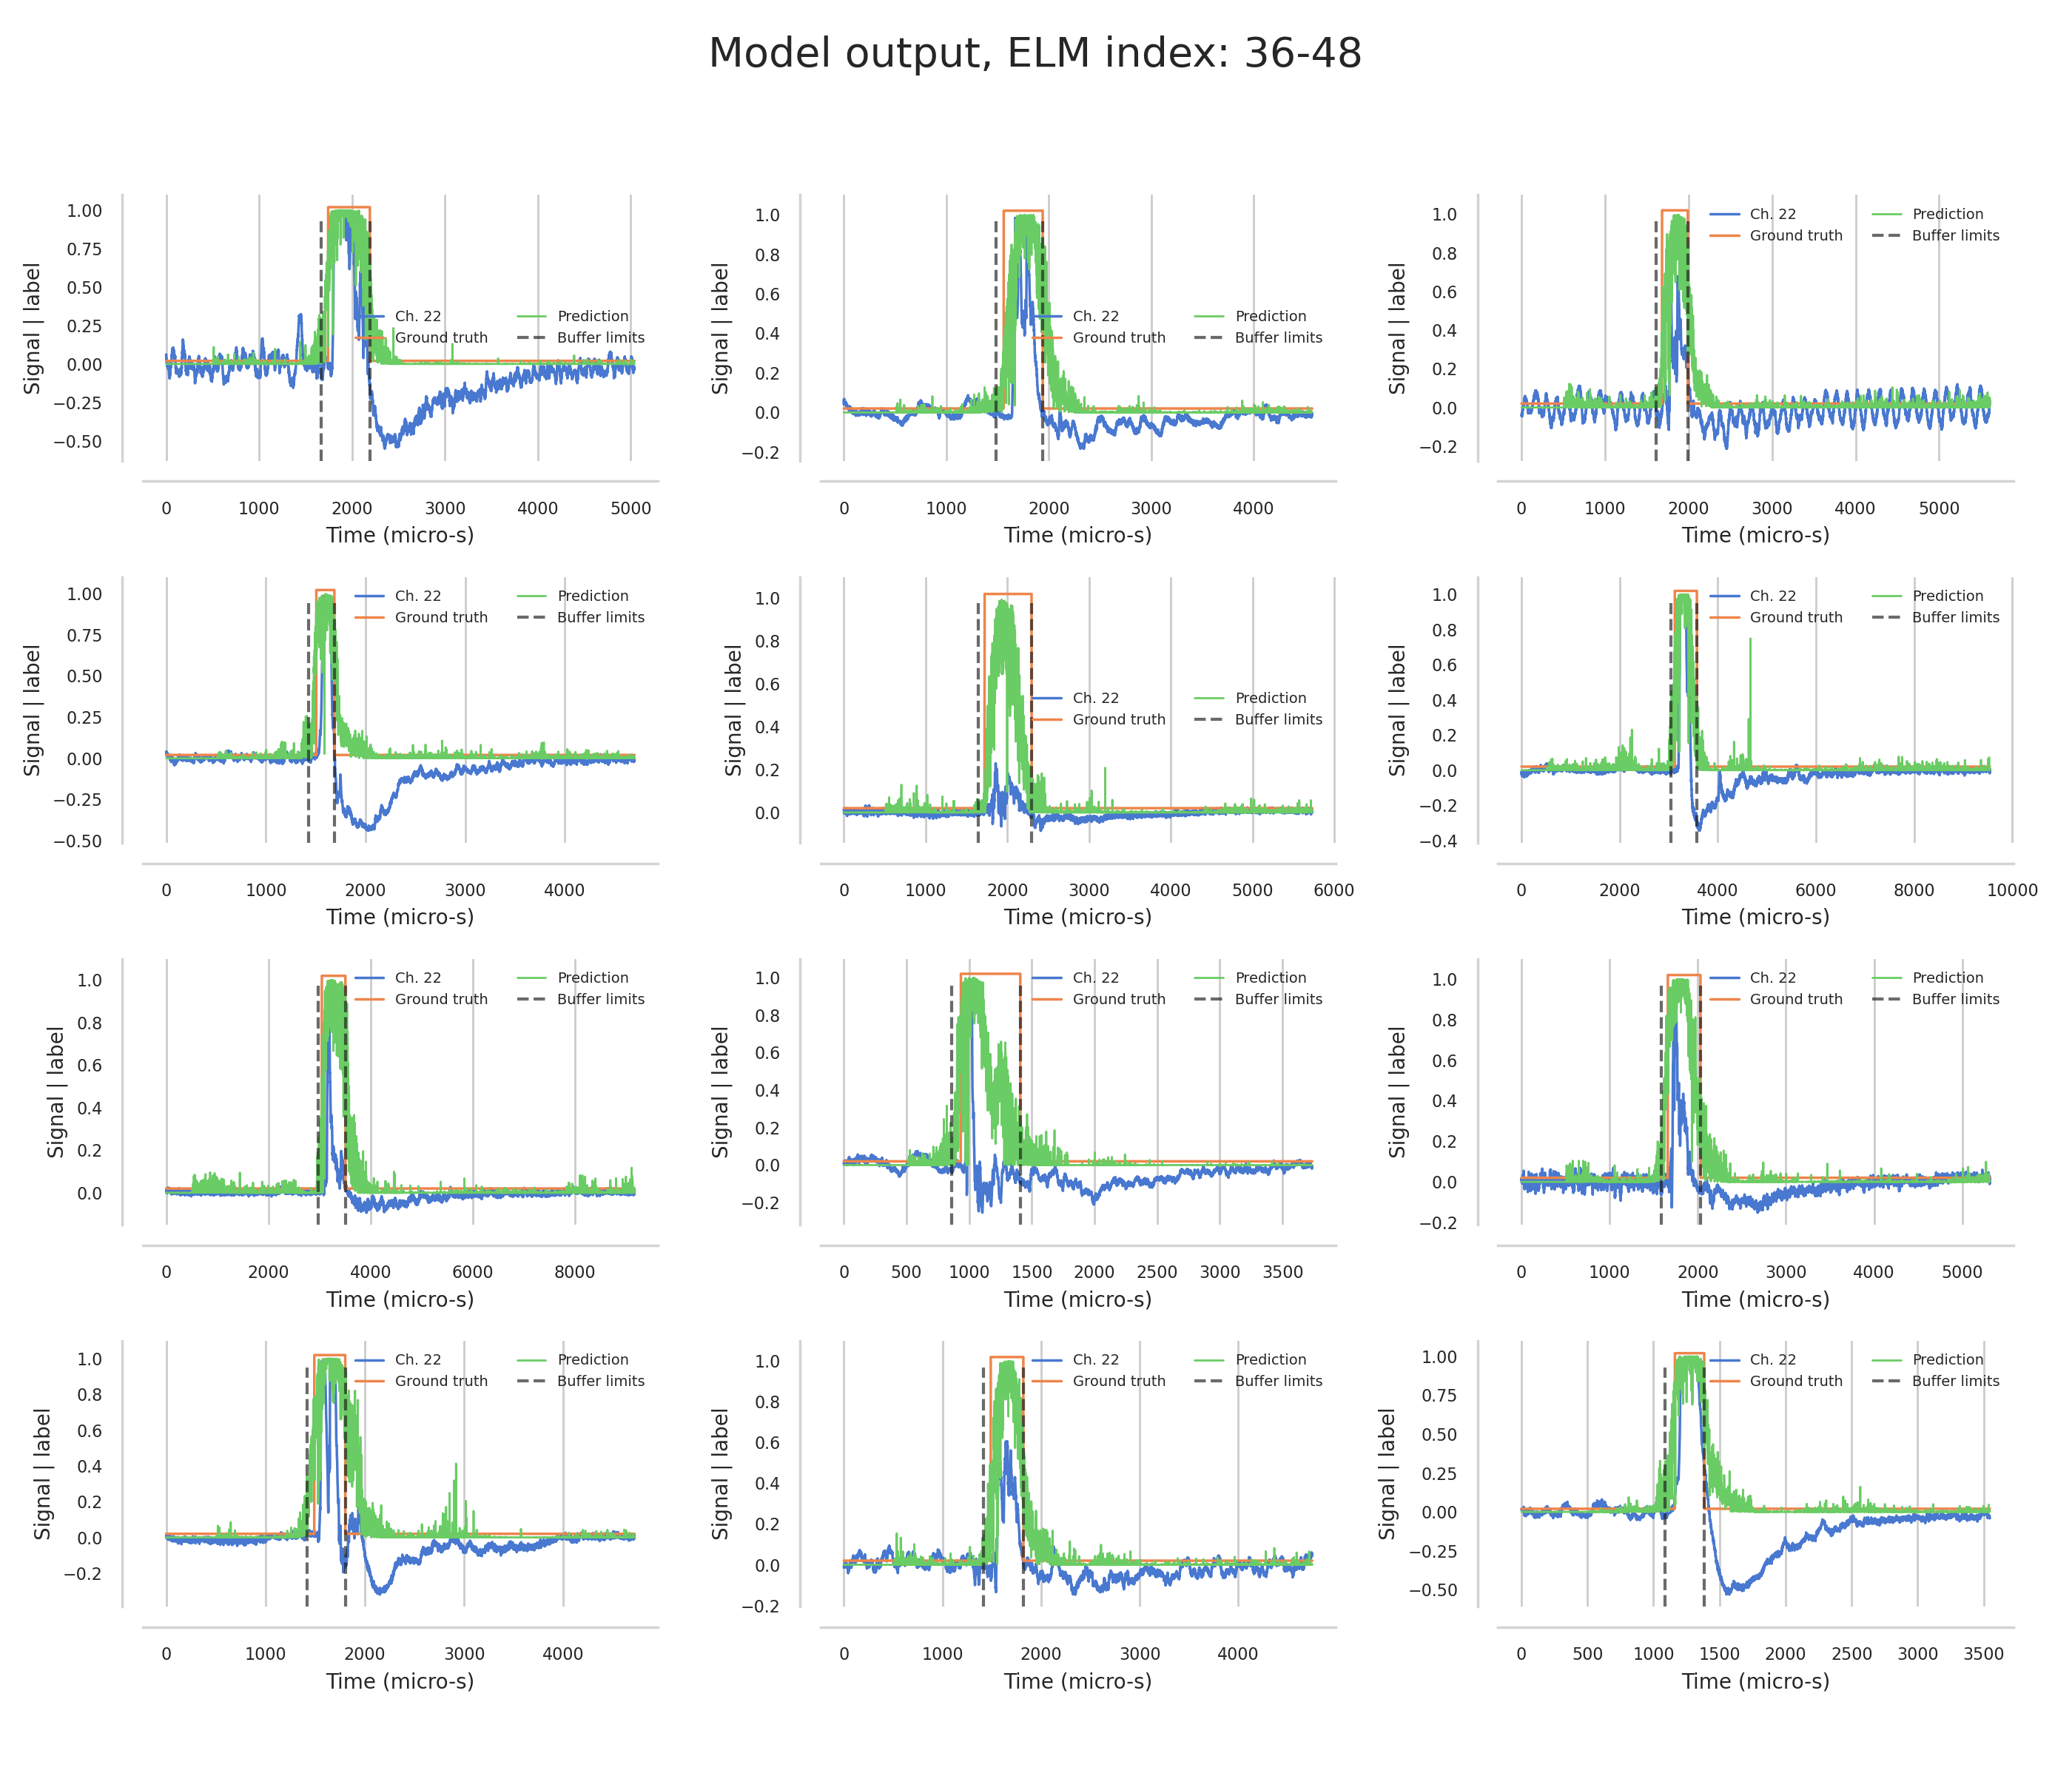 Model output, ELM index: 36-48
Signal | label
1.00
0.75
0.50
0.25
0.00
−0.25
−0.50
Ch. 22 Prediction
Ground truth Buffer limits
0 1000 2000 3000 4000 5000
Time (micro-s)
Signal | label
1.0
0.8
0.6
0.4
0.2
0.0
−0.2
Ch. 22 Prediction
Ground truth Buffer limits
0 1000 2000 3000 4000
Time (micro-s)
Signal | label
1.0
0.8
0.6
0.4
0.2
0.0
−0.2
Ch. 22 Prediction
Ground truth Buffer limits
0 1000 2000 3000 4000 5000
Time (micro-s)
Signal | label
1.00
0.75
0.50
0.25
0.00
−0.25
−0.50
Ch. 22 Prediction
Ground truth Buffer limits
0 1000 2000 3000 4000
Time (micro-s)
Signal | label
1.0
0.8
0.6
0.4
0.2
0.0
Ch. 22 Prediction
Ground truth Buffer limits
0 1000 2000 3000 4000 5000 6000
Time (micro-s)
Signal | label
1.0
0.8
0.6
0.4
0.2
0.0
−0.2
−0.4
Ch. 22 Prediction
Ground truth Buffer limits
0 2000 4000 6000 8000 10000
Time (micro-s)
Signal | label
1.0
0.8
0.6
0.4
0.2
0.0
Ch. 22 Prediction
Ground truth Buffer limits
0 2000 4000 6000 8000
Time (micro-s)
Signal | label
1.0
0.8
0.6
0.4
0.2
0.0
−0.2
Ch. 22 Prediction
Ground truth Buffer limits
0 500 1000 1500 2000 2500 3000 3500
Time (micro-s)
Signal | label
1.0
0.8
0.6
0.4
0.2
0.0
−0.2
Ch. 22 Prediction
Ground truth Buffer limits
0 1000 2000 3000 4000 5000
Time (micro-s)
Signal | label
1.0
0.8
0.6
0.4
0.2
0.0
−0.2
Ch. 22 Prediction
Ground truth Buffer limits
0 1000 2000 3000 4000
Time (micro-s)
Signal | label
1.0
0.8
0.6
0.4
0.2
0.0
−0.2
Ch. 22 Prediction
Ground truth Buffer limits
0 1000 2000 3000 4000
Time (micro-s)
Signal | label
1.00
0.75
0.50
0.25
0.00
−0.25
−0.50
Ch. 22 Prediction
Ground truth Buffer limits
0 500 1000 1500 2000 2500 3000 3500
Time (micro-s)